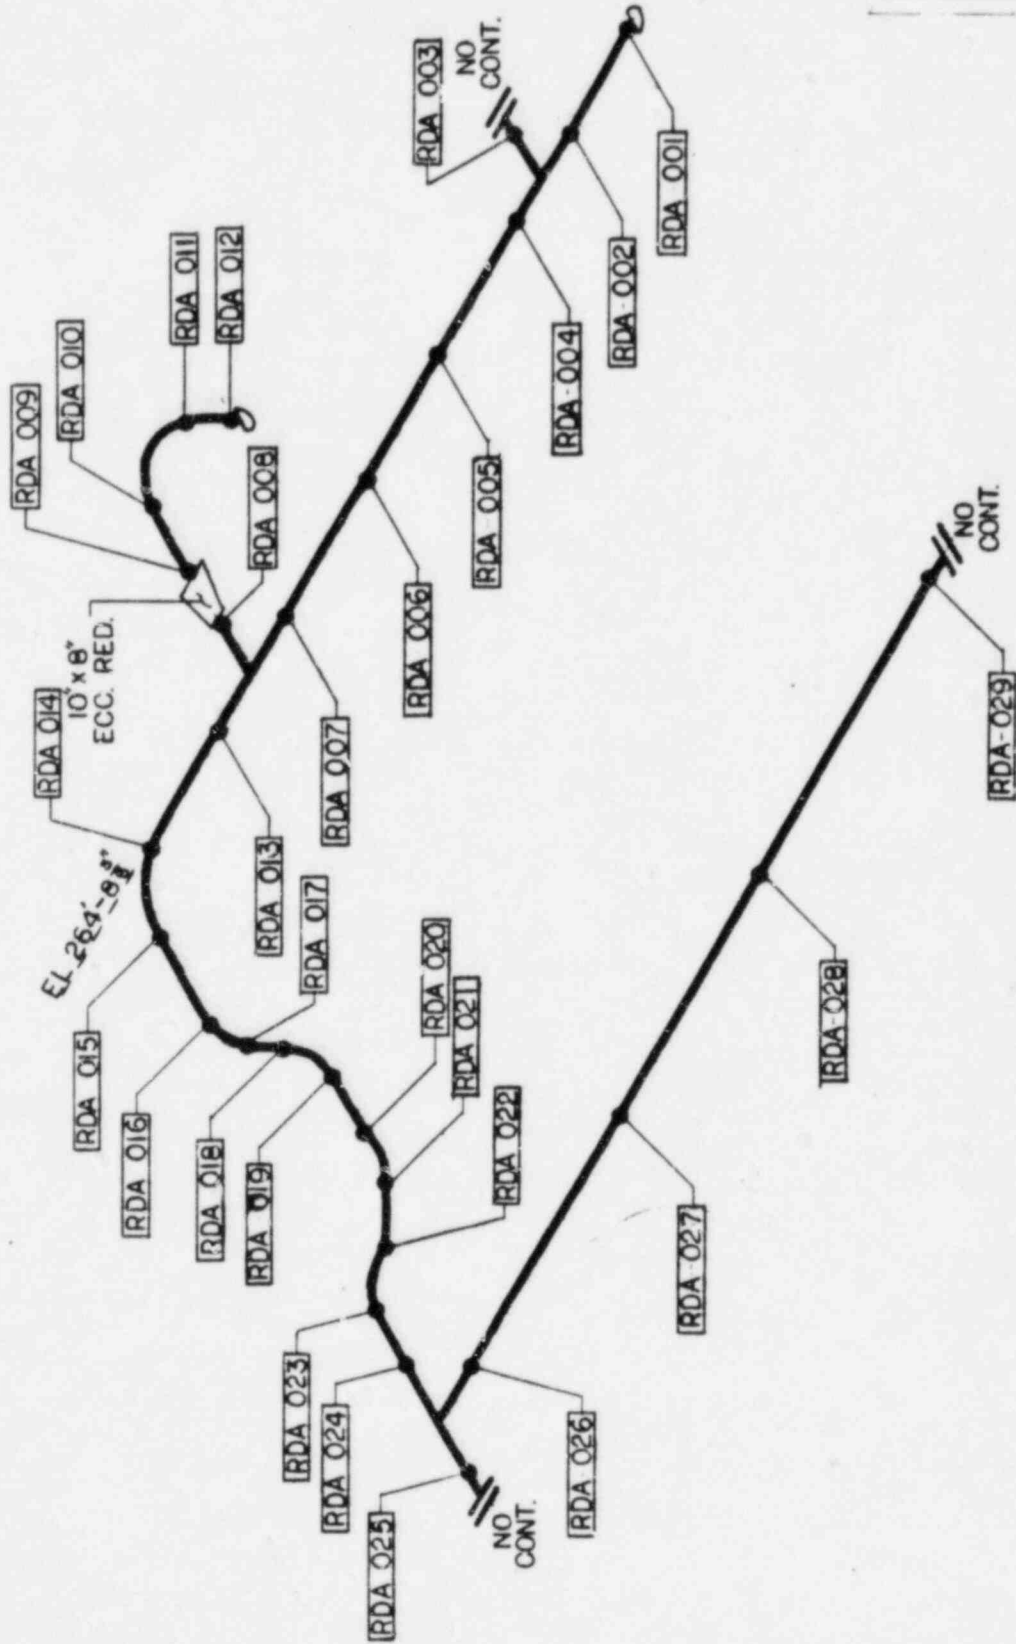 RDA 001
RDA-002
RDA 003
NO
CONT.
RDA-004
RDA 005
RDA 006
RDA 007
RDA 008
RDA 009
RDA 010
RDA 011
RDA 012
10" x 8"
ECC. RED.
RDA 013
RDA 014
EL 264'-8
RDA 015
RDA 016
RDA 017
RDA 018
RDA 019
RDA 020
RDA 021
RDA 022
RDA 023
RDA 024
RDA 025
NO
CONT.
RDA-026
RDA-027
RDA-028
RDA-029
NO
CONT.